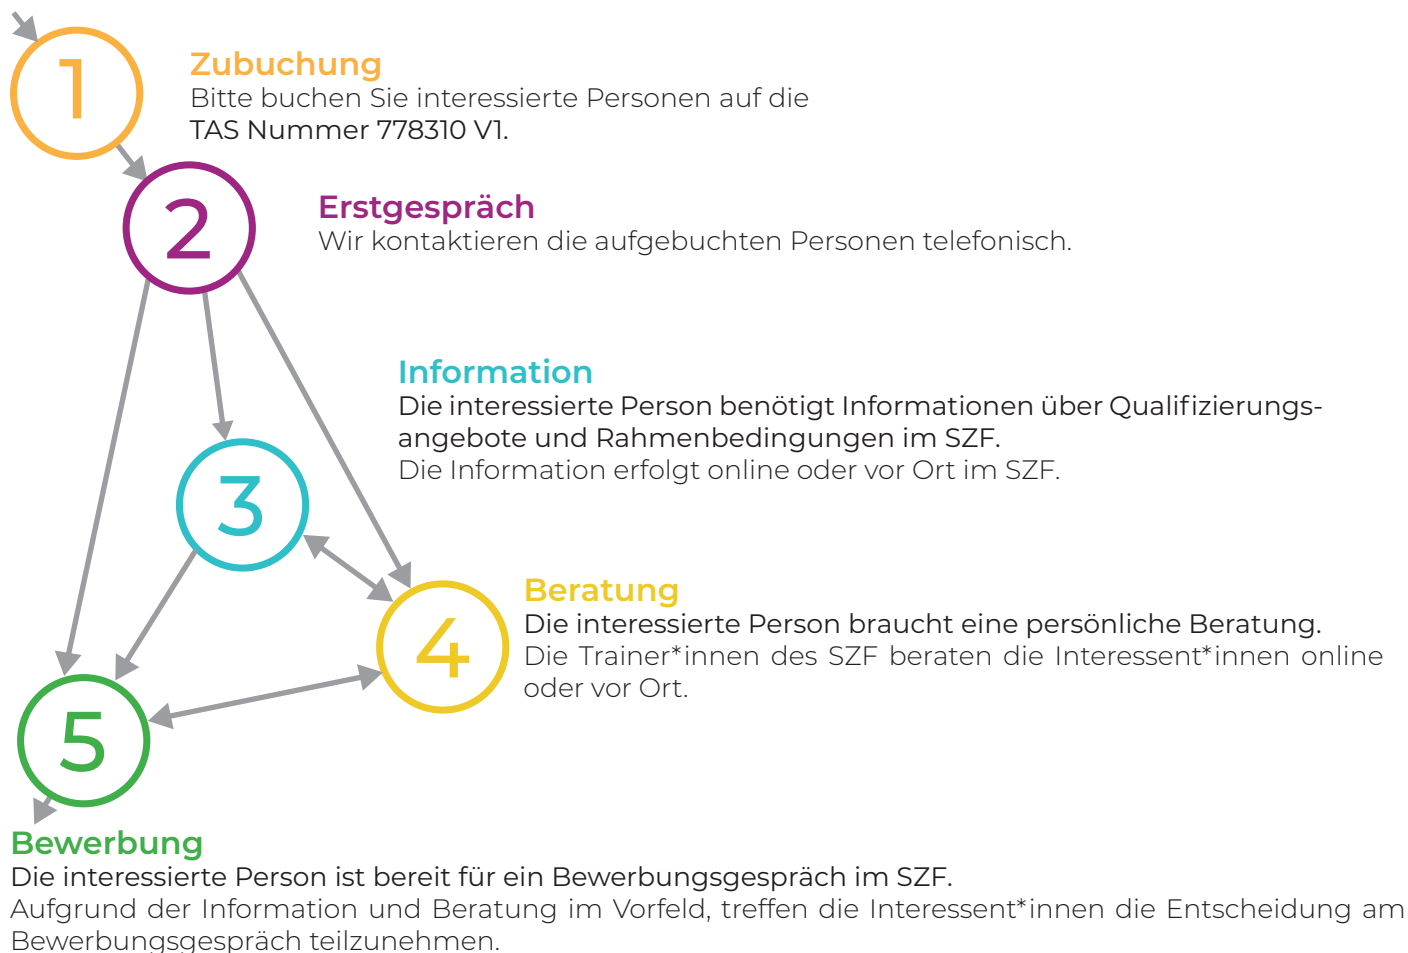 1
Zubuchung
Bitte buchen Sie interessierte Personen auf die
TAS Nummer 778310 V1.
2
Erstgespräch
Wir kontaktieren die aufgebuchten Personen telefonisch.
Information
Die interessierte Person benötigt Informationen über Qualifizierungs-
angebote und Rahmenbedingungen im SZF.
Die Information erfolgt online oder vor Ort im SZF.
3
Beratung
Die interessierte Person braucht eine persönliche Beratung.
Die Trainer*innen des SZF beraten die Interessent*innen online
oder vor Ort.
4
5
Bewerbung
Die interessierte Person ist bereit für ein Bewerbungsgespräch im SZF.
Aufgrund der Information und Beratung im Vorfeld, treffen die Interessent*innen die Entscheidung am
Bewerbungsgespräch teilzunehmen.